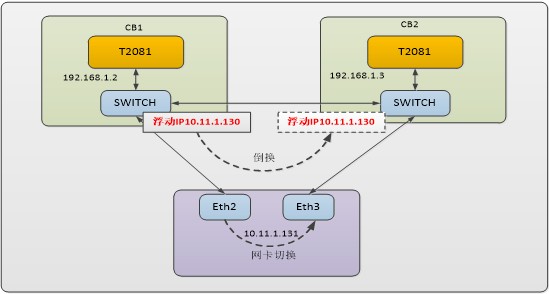 CB1
CB2
T2081
T2081
192.168.1.2
192.168.1.3
SWITCH
SWITCH
浮动IP10.11.1.130
浮动IP10.11.1.130
倒换
Eth2
Eth3
10.11.1.131
网卡切换